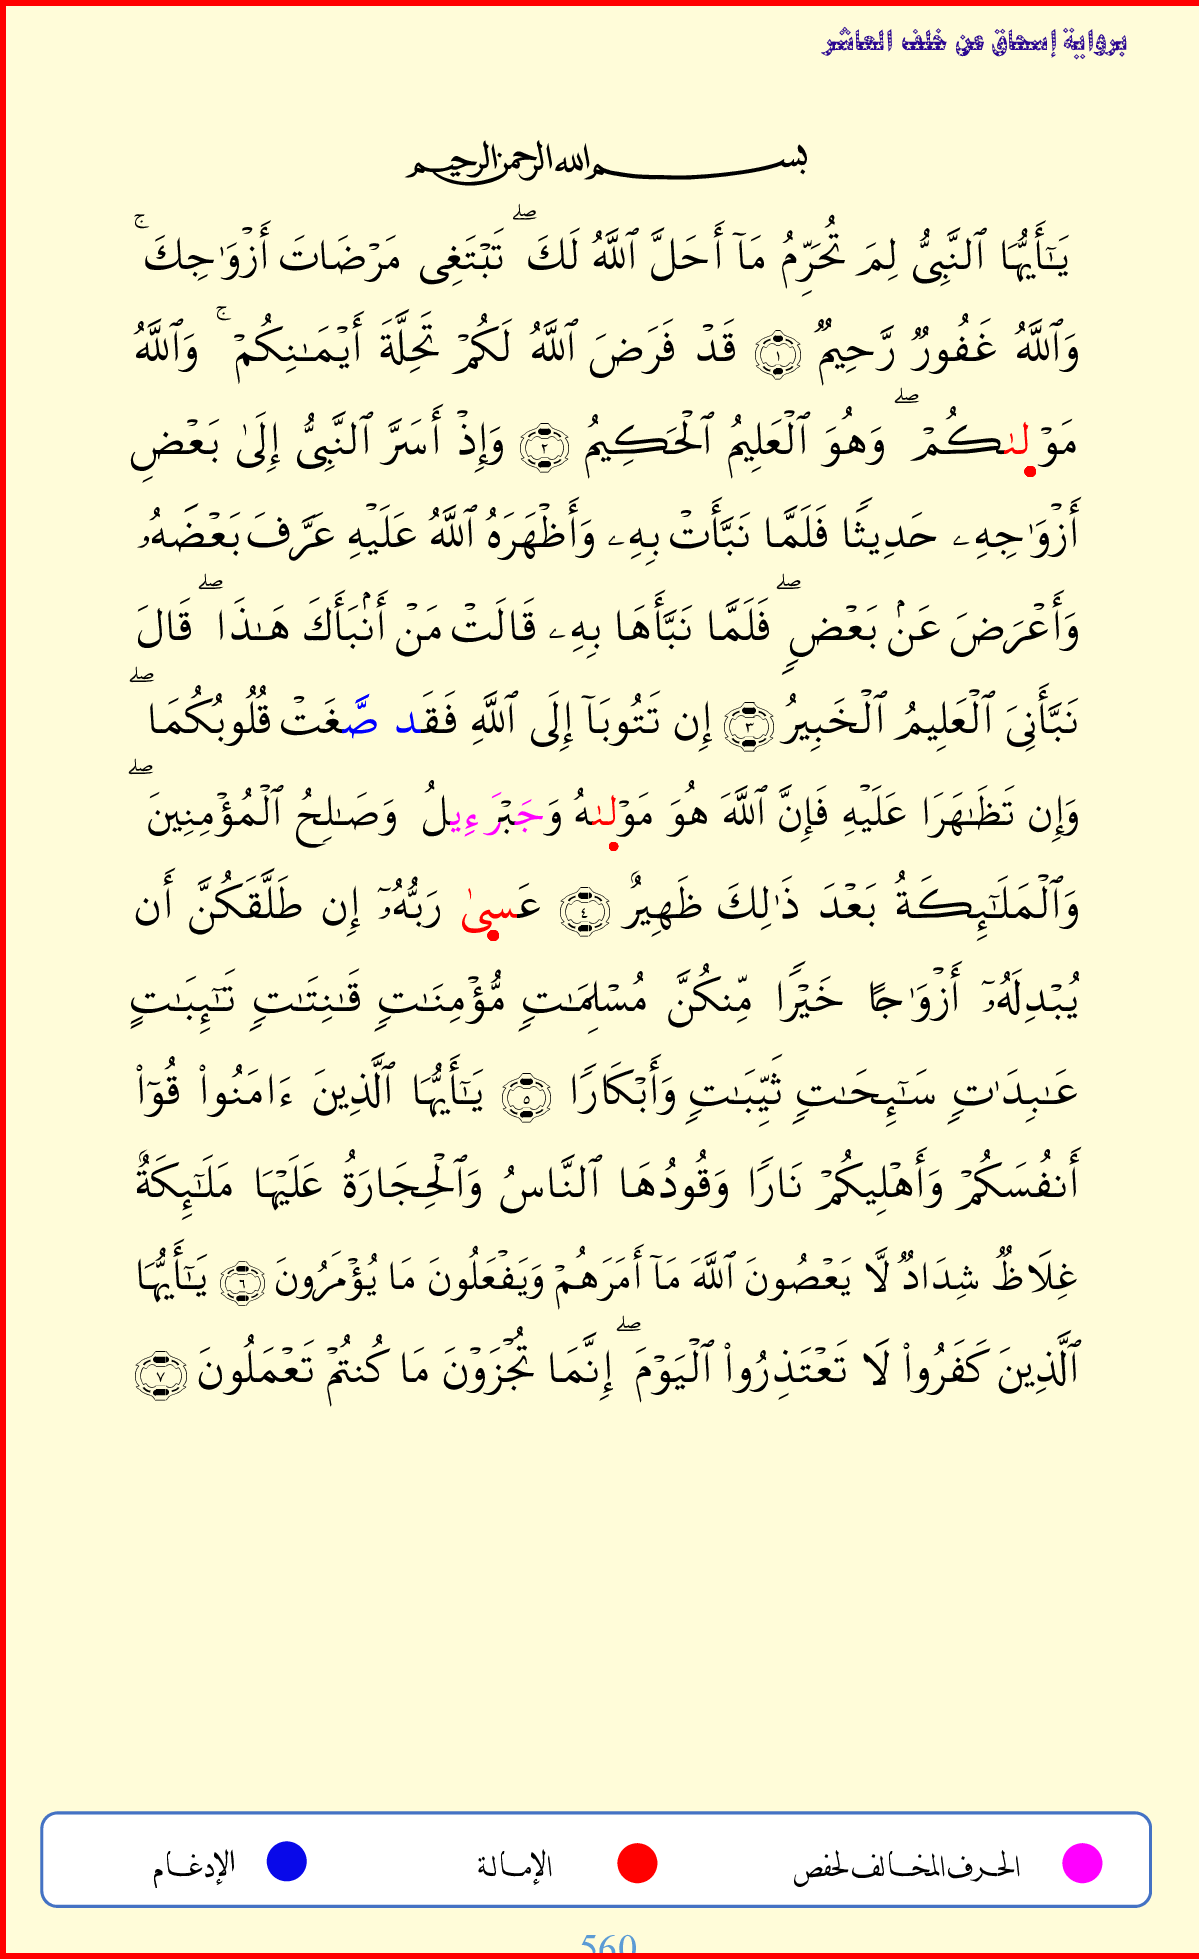 برواية إسحاق عن خلف العاشر
بسم الله الرحمن الرحيم
يَـٰٓأَيُّهَا ٱلنَّبِىُّ لِمَ تُحَرِّمُ مَآ أَحَلَّ ٱللَّهُ لَكَ ۖ تَبْتَغِى مَرْضَاتَ أَزْوَٰجِكَ ۚ
وَٱللَّهُ غَفُورٌ رَّحِيمٌ ١ قَدْ فَرَضَ ٱللَّهُ لَكُمْ تَحِلَّةَ أَيْمَـٰنِكُمْ ۚ وَٱللَّهُ
مَوْلىٰكُمْ ۖ وَهُوَ ٱلْعَلِيمُ ٱلْحَكِيمُ ٢ وَإِذْ أَسَرَّ ٱلنَّبِىُّ إِلَىٰ بَعْضِ
أَزْوَٰجِهِۦ حَدِيثًا فَلَمَّا نَبَّأَتْ بِهِۦ وَأَظْهَرَهُ ٱللَّهُ عَلَيْهِ عَرَّفَ بَعْضَهُۥ
وَأَعْرَضَ عَنۢ بَعْضٍ ۖ فَلَمَّا نَبَّأَهَا بِهِۦ قَالَتْ مَنْ أَنۢبَأَكَ هَـٰذَا ۖ قَالَ
نَبَّأَنِىَ ٱلْعَلِيمُ ٱلْخَبِيرُ ٣ إِن تَتُوبَآ إِلَى ٱللَّهِ فَقَد صَّغَتْ قُلُوبُكُمَا ۖ
وَإِن تَظَـٰهَرَا عَلَيْهِ فَإِنَّ ٱللَّهَ هُوَ مَوْلىٰهُ وَجَبْرَءِيلُ وَصَـٰلِحُ ٱلْمُؤْمِنِينَ ۖ
وَٱلْمَلَـٰٓئِكَةُ بَعْدَ ذَٰلِكَ ظَهِيرٌ ٤ عَسىٰ رَبُّهُۥٓ إِن طَلَّقَكُنَّ أَن
يُبْدِلَهُۥٓ أَزْوَٰجًا خَيْرًا مِّنكُنَّ مُسْلِمَـٰتٍ مُّؤْمِنَـٰتٍ قَـٰنِتَـٰتٍ تَـٰٓئِبَـٰتٍ
عَـٰبِدَٰتٍ سَـٰٓئِحَـٰتٍ ثَيِّبَـٰتٍ وَأَبْكَارًا ٥ يَـٰٓأَيُّهَا ٱلَّذِينَ ءَامَنُوا۟ قُوٓا۟
أَنفُسَكُمْ وَأَهْلِيكُمْ نَارًا وَقُودُهَا ٱلنَّاسُ وَٱلْحِجَارَةُ عَلَيْهَا مَلَـٰٓئِكَةٌ
غِلَاظٌ شِدَادٌ لَّا يَعْصُونَ ٱللَّهَ مَآ أَمَرَهُمْ وَيَفْعَلُونَ مَا يُؤْمَرُونَ ٦ يَـٰٓأَيُّهَا
ٱلَّذِينَ كَفَرُوا۟ لَا تَعْتَذِرُوا۟ ٱلْيَوْمَ ۖ إِنَّمَا تُجْزَوْنَ مَا كُنتُمْ تَعْمَلُونَ ٧
الحرف المخالف لحفص الإمالة الإدغام
560